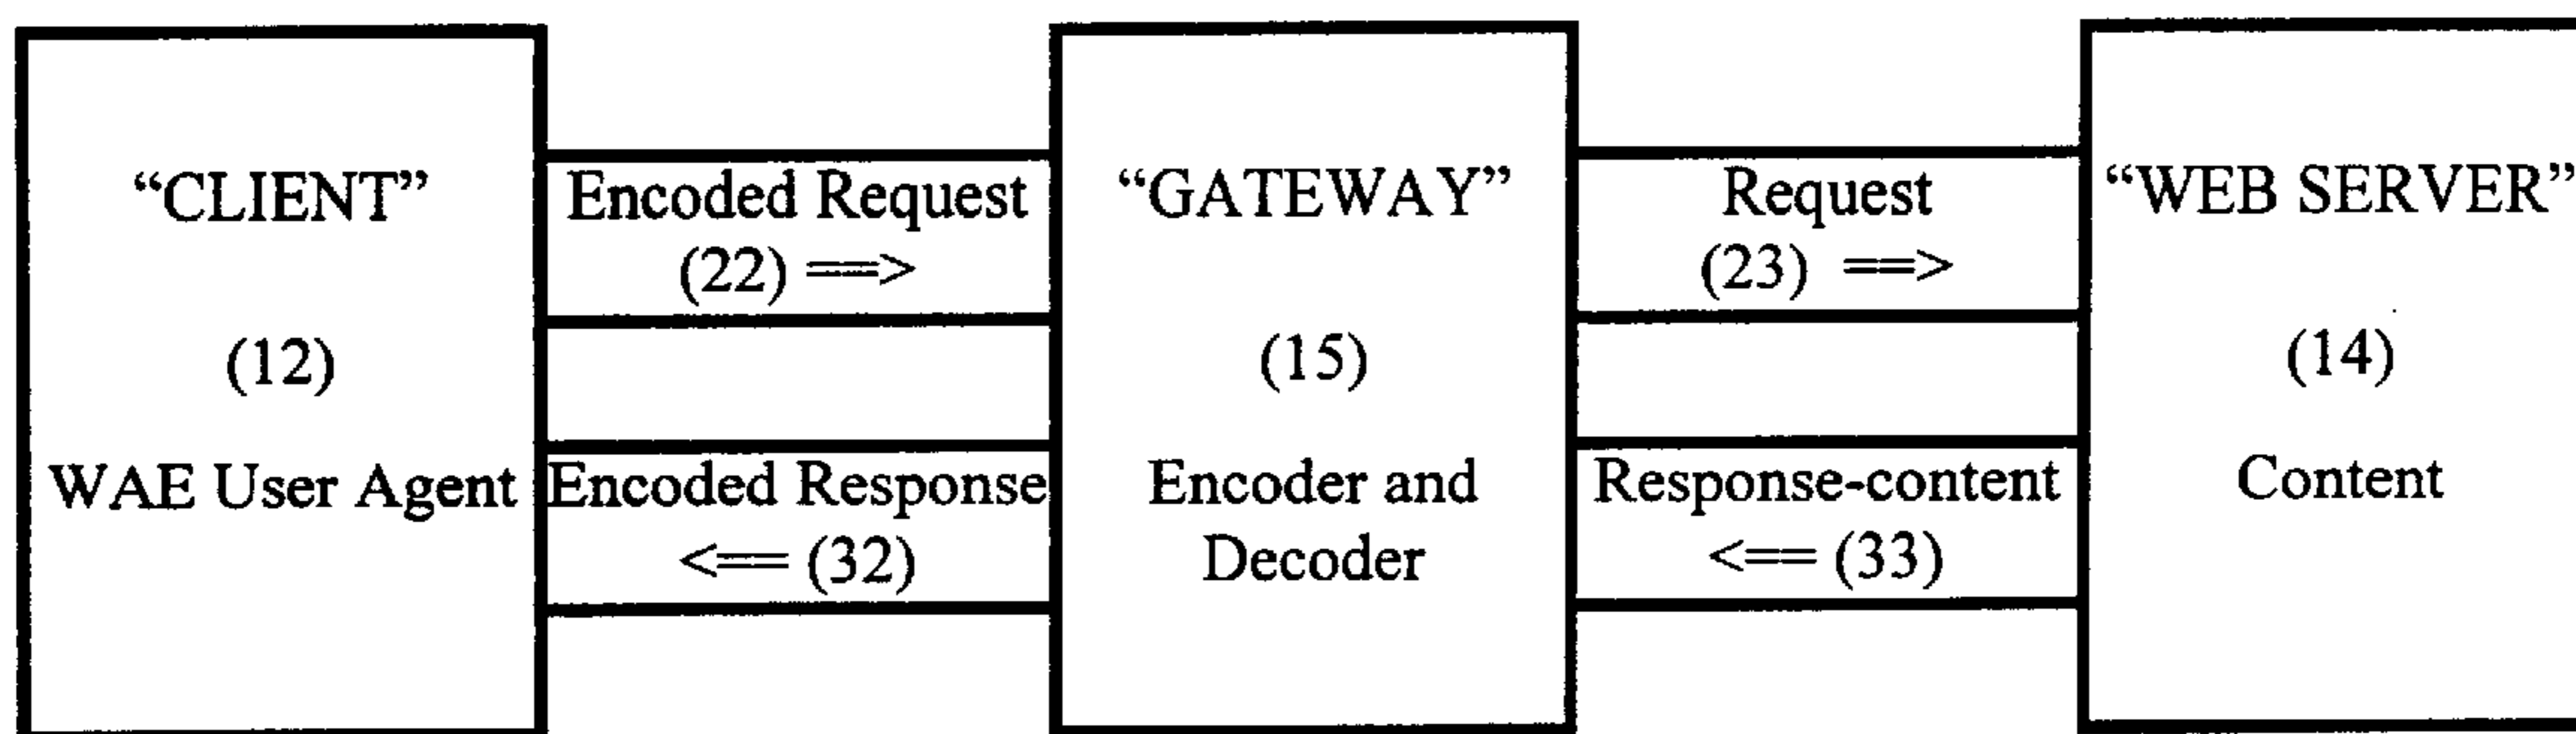 “CLIENT”
(12)
WAE User Agent
Encoded Request
(22) ==>
Encoded Response
<== (32)
“GATEWAY”
(15)
Encoder and
Decoder
Request
(23) ==>
Response-content
<== (33)
“WEB SERVER”
(14)
Content